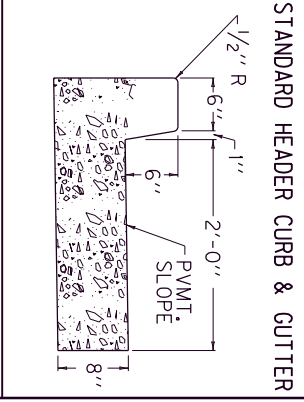 STANDARD HEADER CURB & GUTTER
1/2" R
6"
1"
2'-0"
6"
PVMT.
SLOPE
8"